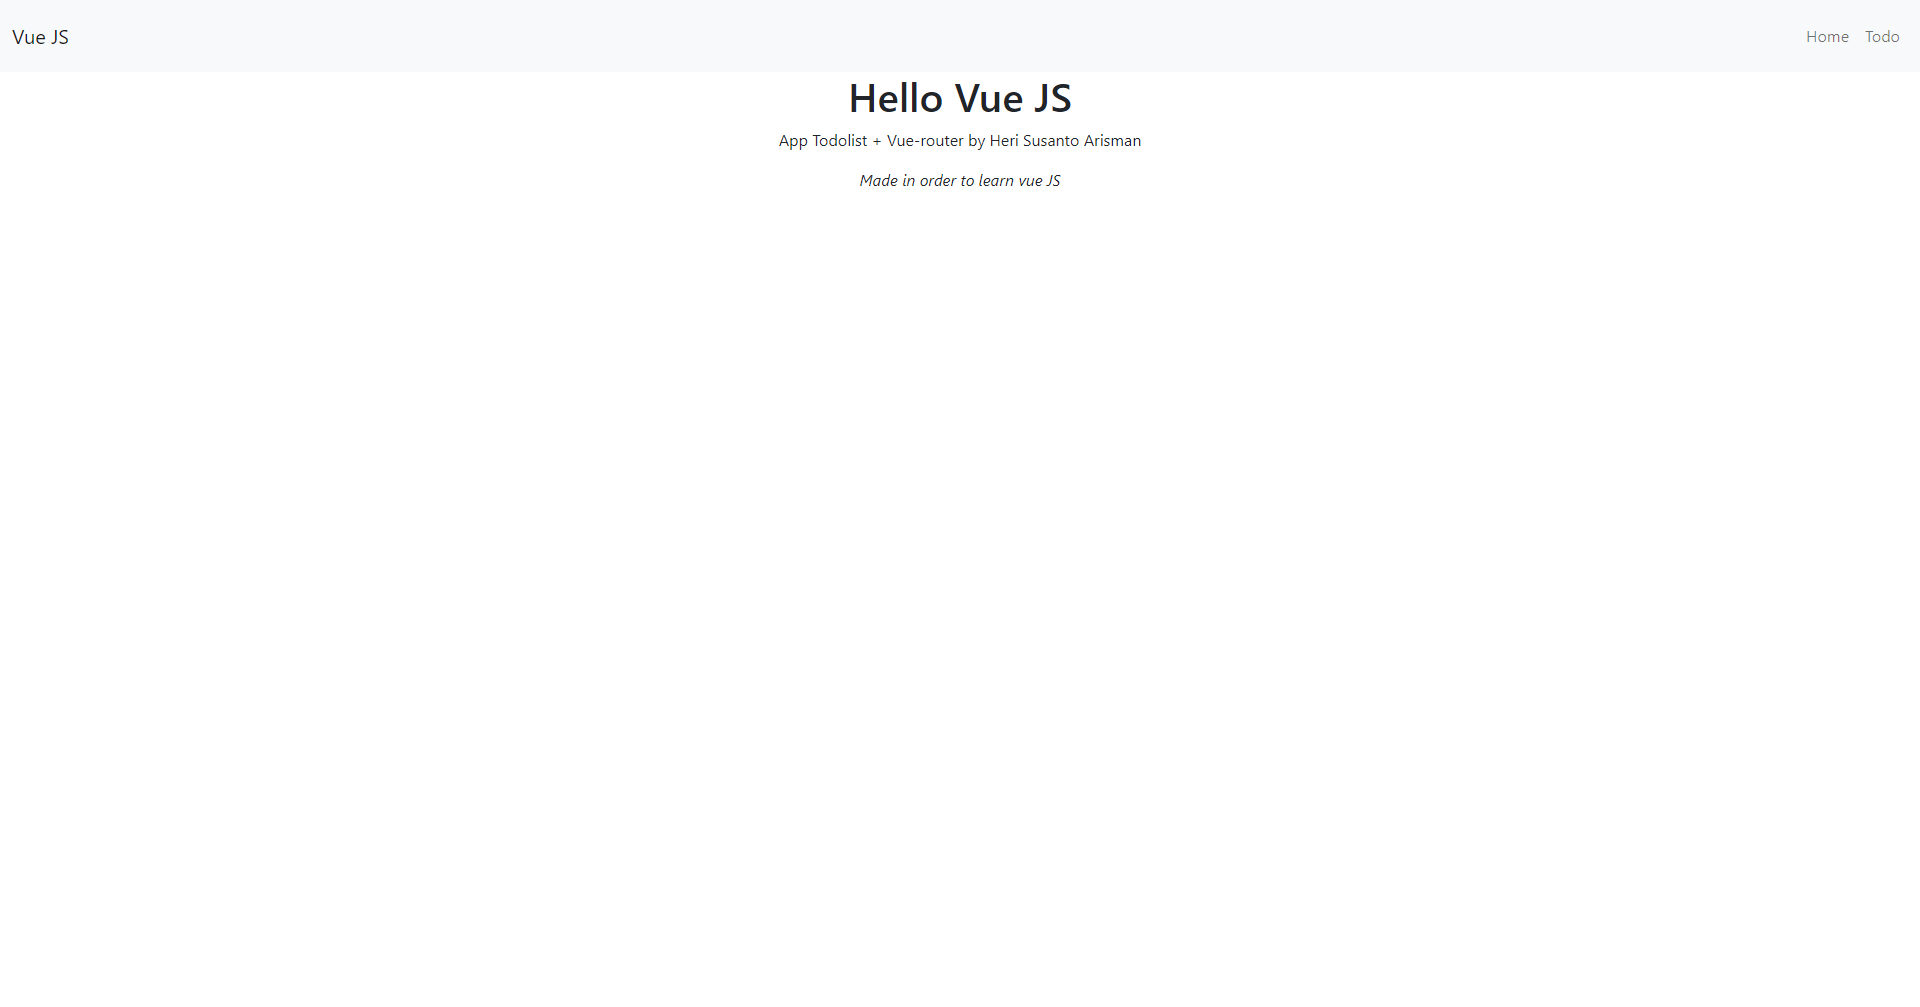 Vue JS
Home Todo
Hello Vue JS
App Todolist + Vue-router by Heri Susanto Arisman
Made in order to learn vue JS